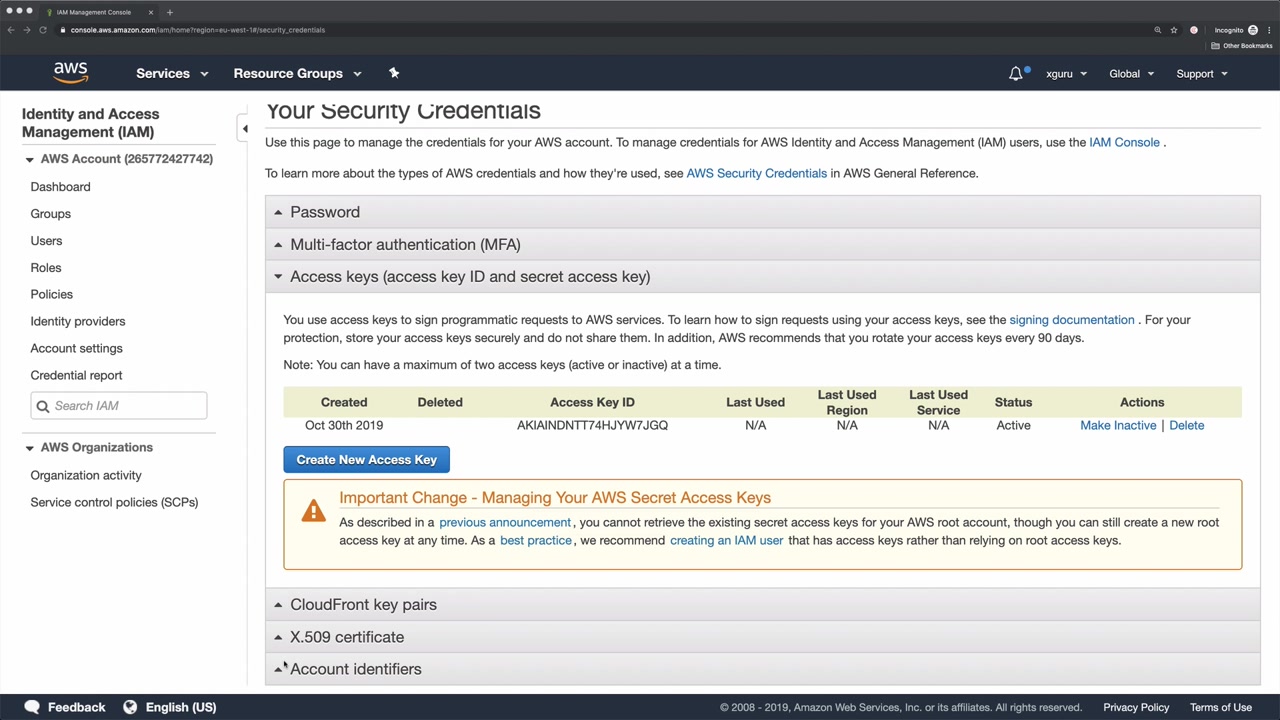 IAM Management Console
console.aws.amazon.com/iam/home?region=eu-west-1#/security_credentials
Incognito
Other Bookmarks
aws
Services
Resource Groups
xguru
Global
Support
Identity and Access
Management (IAM)
AWS Account (265772427742)
Dashboard
Groups
Users
Roles
Policies
Identity providers
Account settings
Credential report
Search IAM
AWS Organizations
Organization activity
Service control policies (SCPs)
Your Security Credentials
Use this page to manage the credentials for your AWS account. To manage credentials for AWS Identity and Access Management (IAM) users, use the IAM Console .
To learn more about the types of AWS credentials and how they're used, see AWS Security Credentials in AWS General Reference.
Password
Multi-factor authentication (MFA)
Access keys (access key ID and secret access key)
You use access keys to sign programmatic requests to AWS services. To learn how to sign requests using your access keys, see the signing documentation . For your
protection, store your access keys securely and do not share them. In addition, AWS recommends that you rotate your access keys every 90 days.
Note: You can have a maximum of two access keys (active or inactive) at a time.
Created Deleted Access Key ID Last Used Last Used Region Last Used Service Status Actions
Oct 30th 2019 AKIAINDNTT74HJYW7JGQ N/A N/A N/A Active Make Inactive | Delete
Create New Access Key
Important Change - Managing Your AWS Secret Access Keys
As described in a previous announcement, you cannot retrieve the existing secret access keys for your AWS root account, though you can still create a new root
access key at any time. As a best practice, we recommend creating an IAM user that has access keys rather than relying on root access keys.
CloudFront key pairs
X.509 certificate
Account identifiers
Feedback
English (US)
© 2008 - 2019, Amazon Web Services, Inc. or its affiliates. All rights reserved.
Privacy Policy
Terms of Use